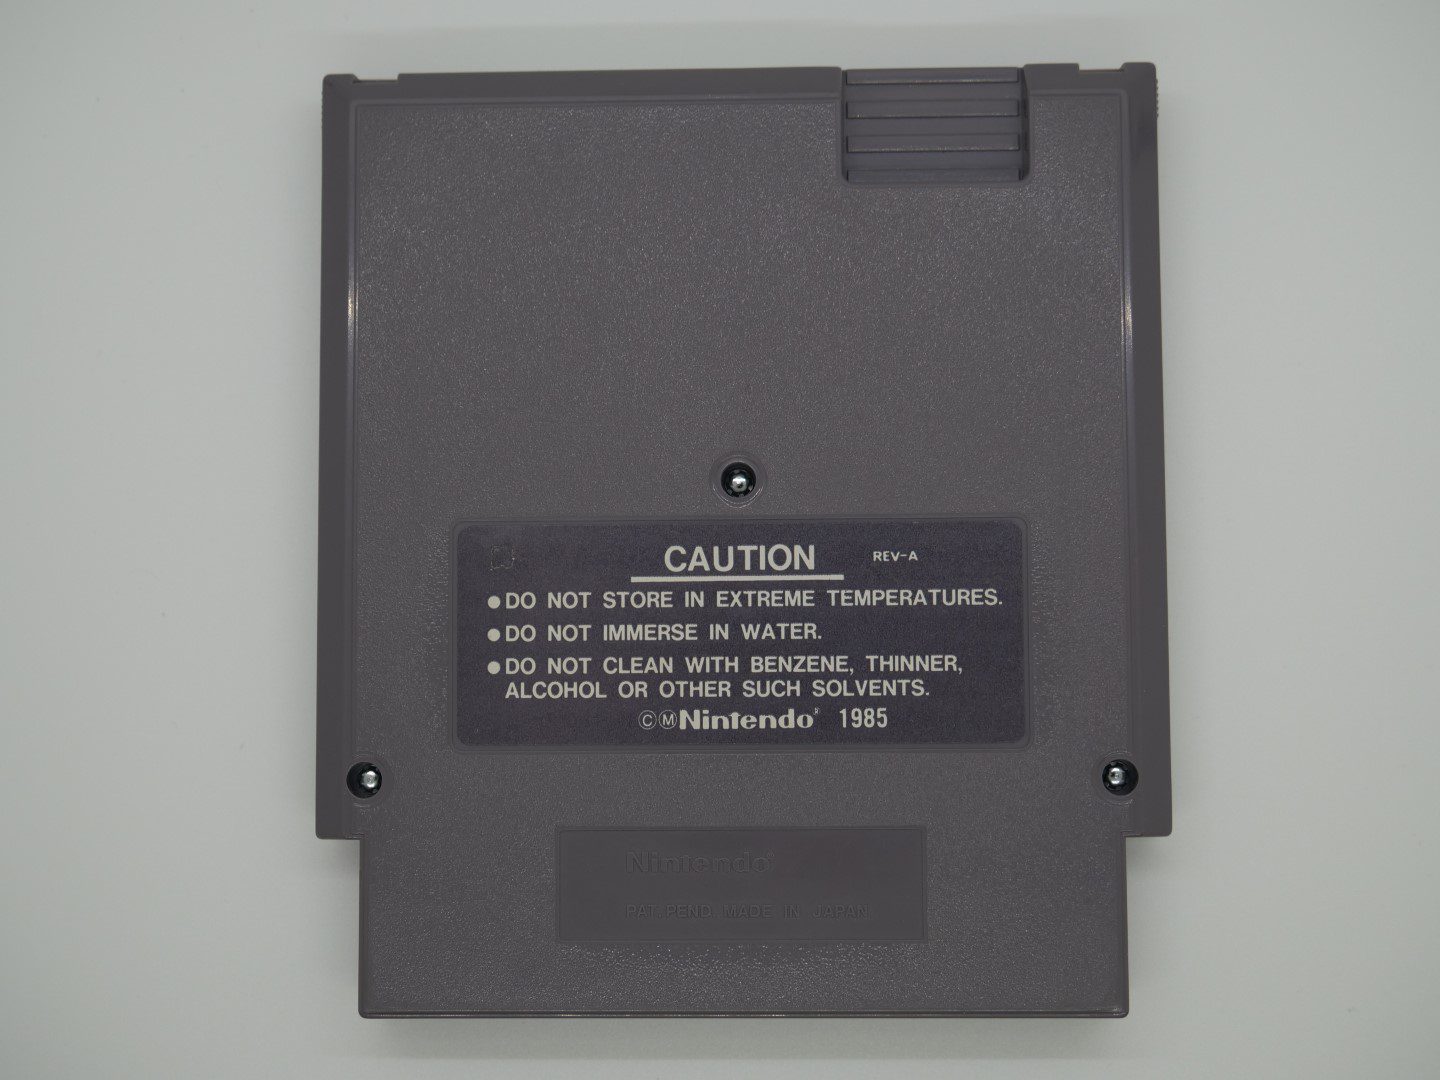 CAUTION REV-A
●DO NOT STORE IN EXTREME TEMPERATURES.
●DO NOT IMMERSE IN WATER.
●DO NOT CLEAN WITH BENZENE, THINNER,
ALCOHOL OR OTHER SUCH SOLVENTS.
©ⓂNintendo® 1985
Nintendo®
PAT. PEND. MADE IN JAPAN